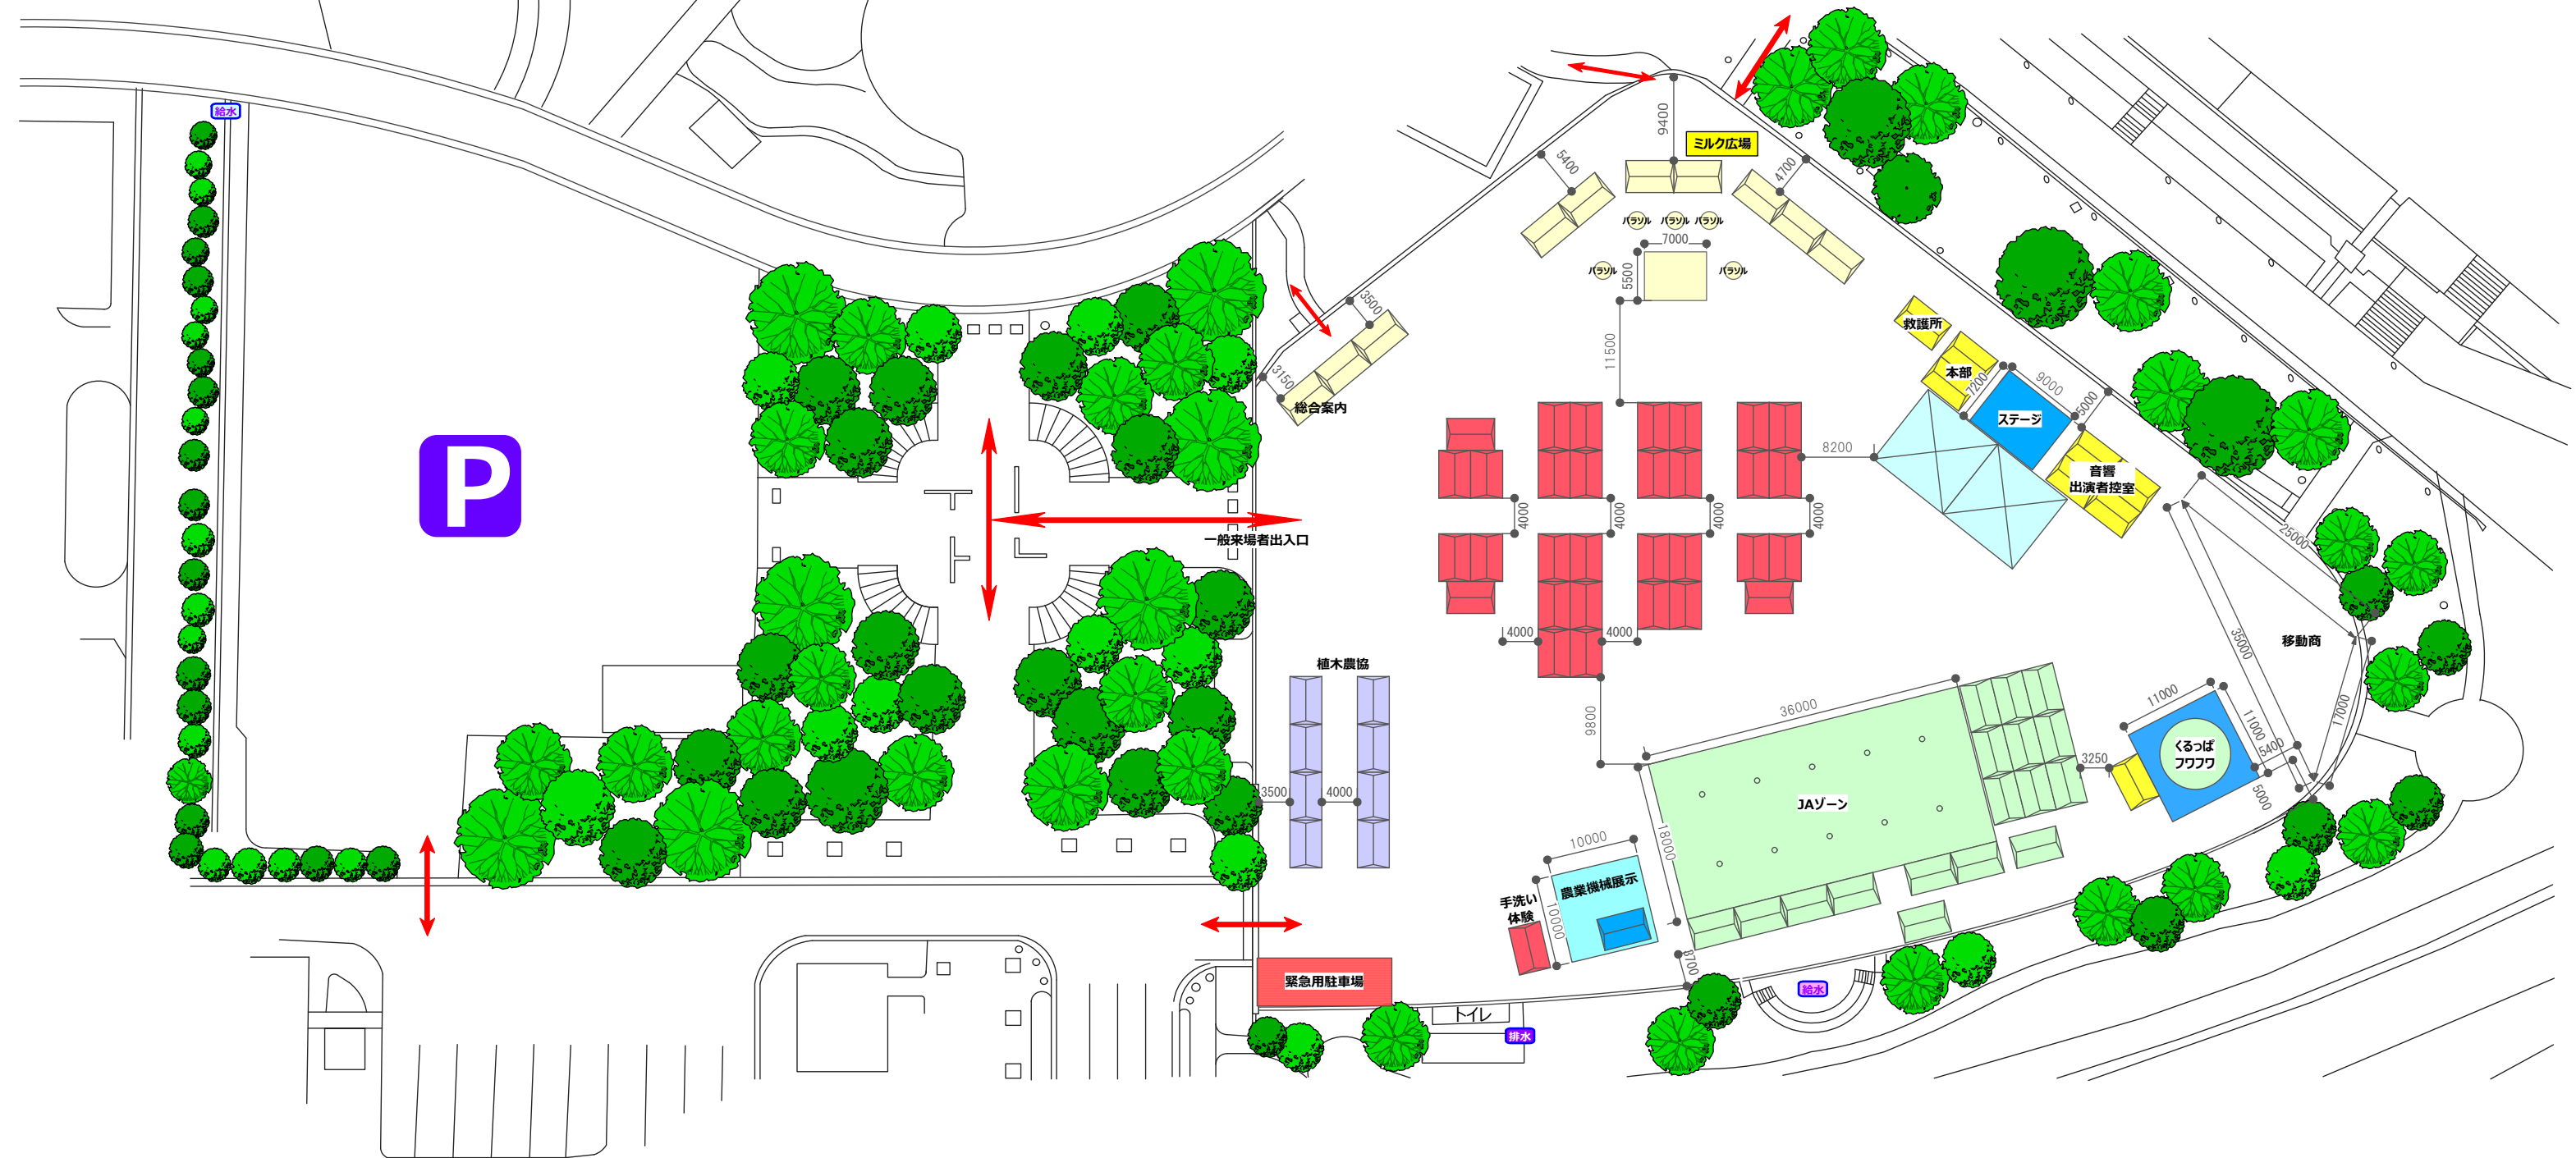 給水
P
9400
ミルク広場
5400
4700
パラソル
パラソル
パラソル
7000
5500
パラソル
パラソル
3500
3150
総合案内
11500
救護所
本部
7200
9000
5000
ステージ
8200
音響
出演者控室
4000
4000
4000
4000
一般来場者出入口
25000
35000
移動商
17000
4000
4000
植木農協
9800
36000
11000
11000
5400
5000
3250
くるっぱ
フワフワ
3500
4000
JAゾーン
18000
10000
10000
農業機械展示
手洗い
体験
8700
緊急用駐車場
給水
トイレ
排水